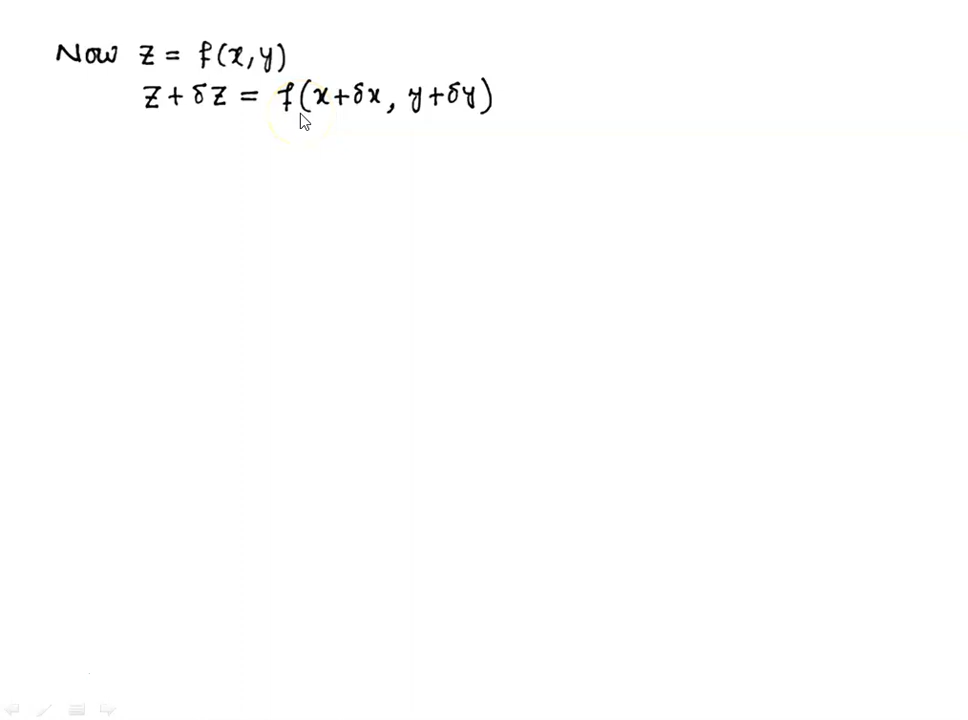 Now z = f(x, y)
z + δz = f(x+δx, y+δy)